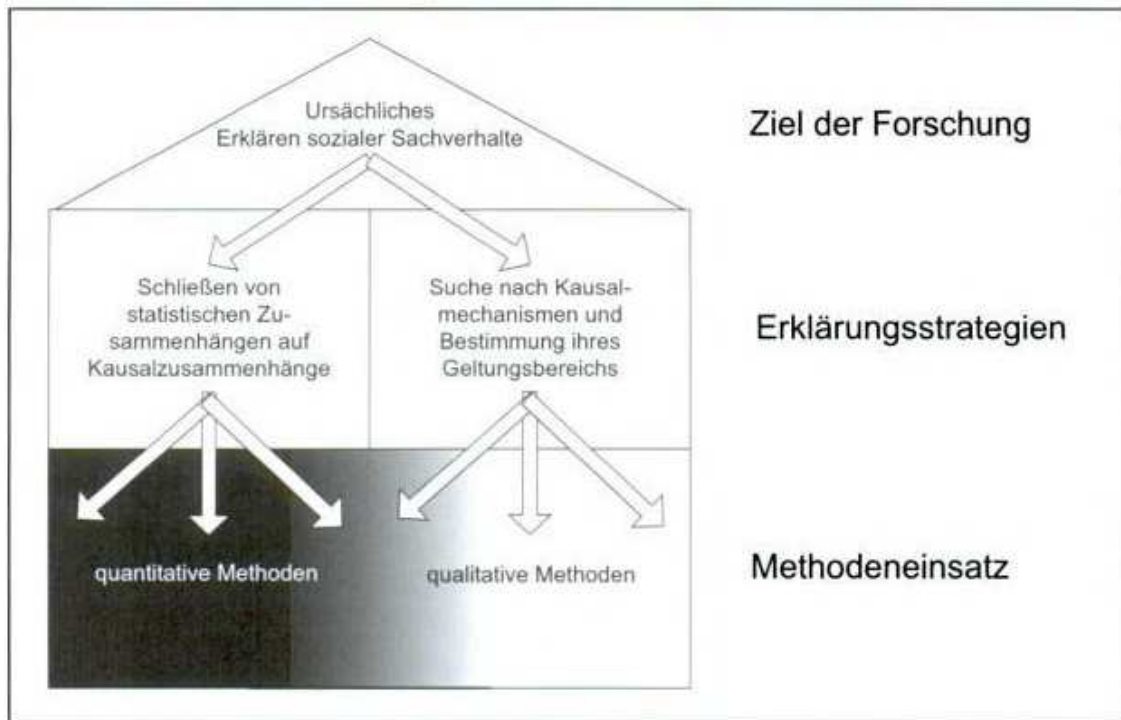 Ursächliches
Erklären sozialer Sachverhalte
Ziel der Forschung
Schließen von
statistischen Zu-
sammenhängen auf
Kausalzusammenhänge
Suche nach Kausal-
mechanismen und
Bestimmung ihres
Geltungsbereichs
Erklärungsstrategien
quantitative Methoden
qualitative Methoden
Methodeneinsatz